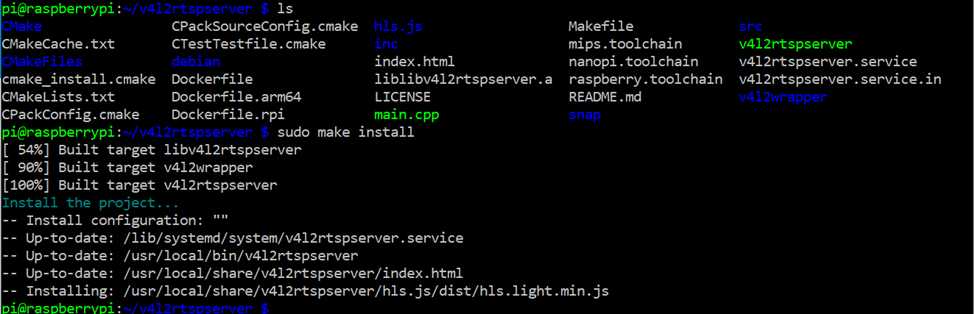 pi@raspberrypi:~/v4l2rtspserver $ ls
CMake CPackSourceConfig.cmake hls.js Makefile src
CMakeCache.txt CTestTestfile.cmake inc mips.toolchain v4l2rtspserver
CMakeFiles debian index.html nanopi.toolchain v4l2rtspserver.service
cmake_install.cmake Dockerfile liblibv4l2rtspserver.a raspberry.toolchain v4l2rtspserver.service.in
CMakeLists.txt Dockerfile.arm64 LICENSE README.md v4l2wrapper
CPackConfig.cmake Dockerfile.rpi main.cpp snap
pi@raspberrypi:~/v4l2rtspserver $ sudo make install
[ 54%] Built target libv4l2rtspserver
[ 90%] Built target v4l2wrapper
[100%] Built target v4l2rtspserver
Install the project...
-- Install configuration: ""
-- Up-to-date: /lib/systemd/system/v4l2rtspserver.service
-- Up-to-date: /usr/local/bin/v4l2rtspserver
-- Up-to-date: /usr/local/share/v4l2rtspserver/index.html
-- Installing: /usr/local/share/v4l2rtspserver/hls.js/dist/hls.light.min.js
pi@raspberrypi:~/v4l2rtspserver $